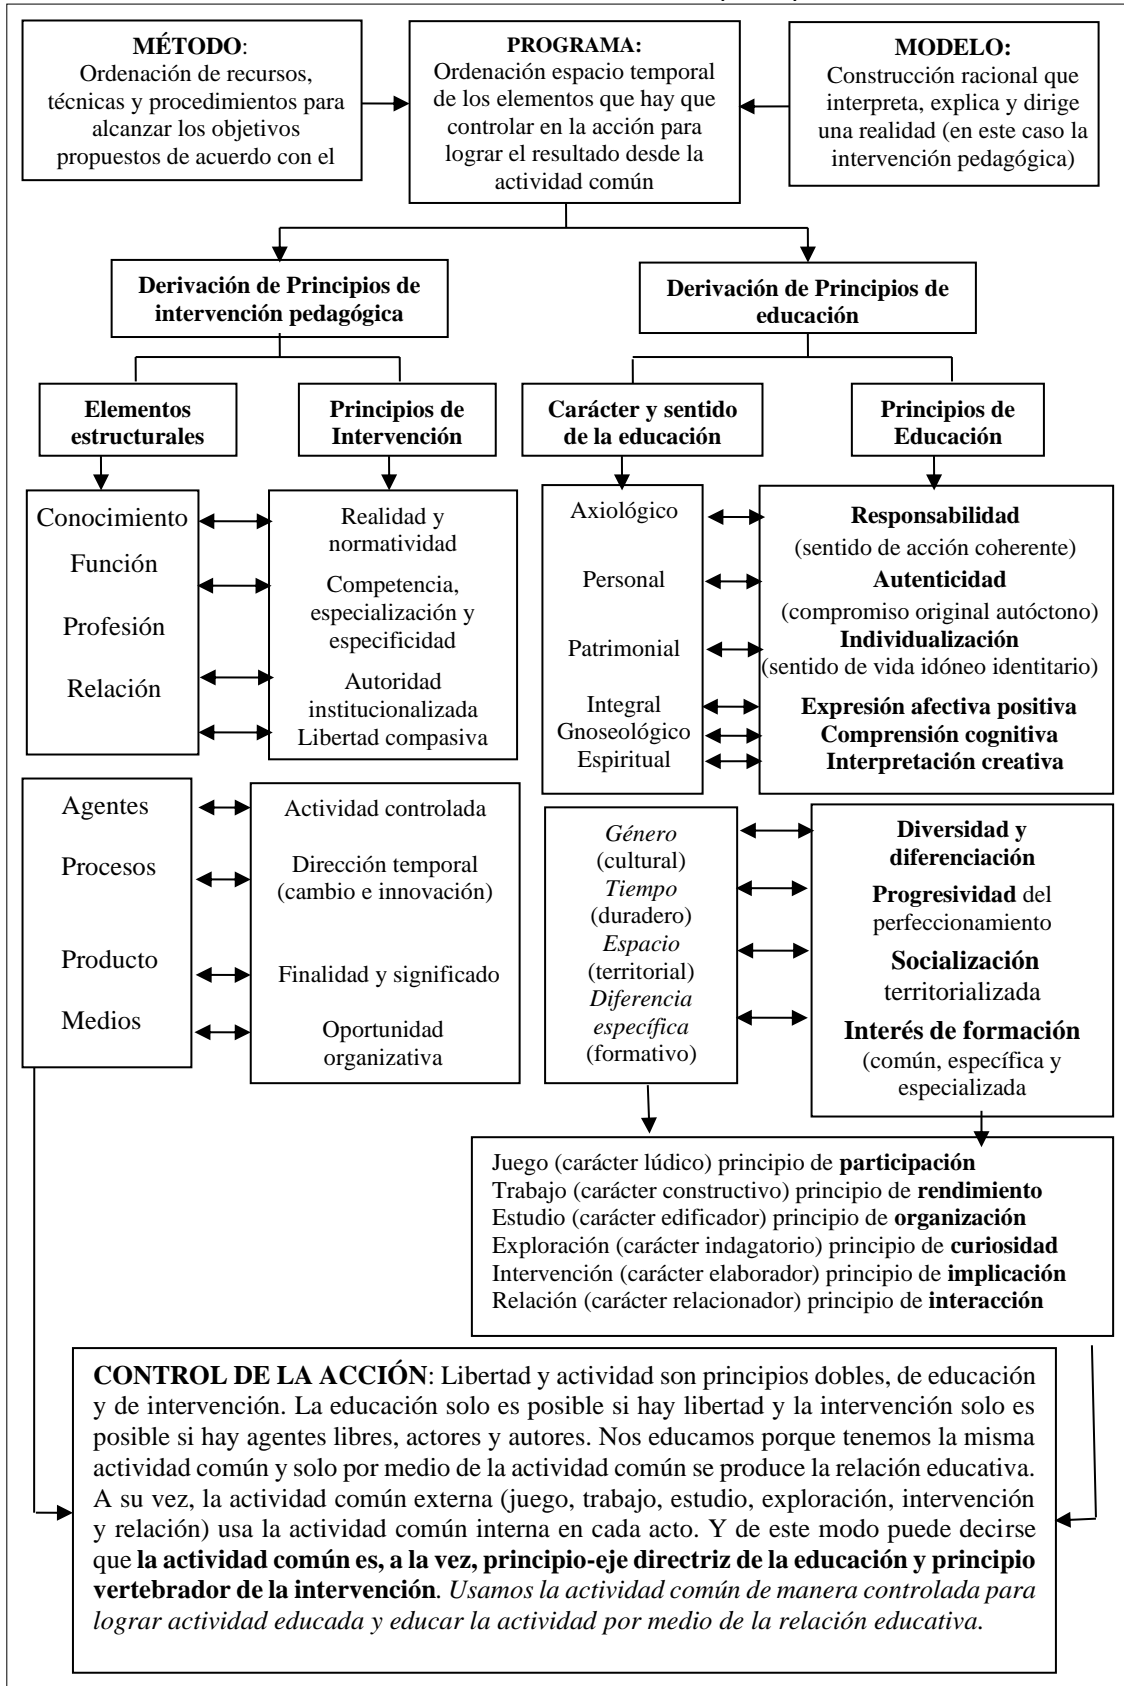 MÉTODO:
Ordenación de recursos,
técnicas y procedimientos para
alcanzar los objetivos
propuestos de acuerdo con el
PROGRAMA:
Ordenación espacio temporal
de los elementos que hay que
controlar en la acción para
lograr el resultado desde la
actividad común
MODELO:
Construcción racional que
interpreta, explica y dirige
una realidad (en este caso la
intervención pedagógica)
Derivación de Principios de
intervención pedagógica
Derivación de Principios de
educación
Elementos
estructurales
Principios de
Intervención
Carácter y sentido
de la educación
Principios de
Educación
Conocimiento
Función
Profesión
Relación
Realidad y
normatividad
Competencia,
especialización y
especificidad
Autoridad
institucionalizada
Libertad compasiva
Axiológico
Personal
Patrimonial
Integral
Gnoseológico
Espiritual
Responsabilidad
(sentido de acción coherente)
Autenticidad
(compromiso original autóctono)
Individualización
(sentido de vida idóneo identitario)
Expresión afectiva positiva
Comprensión cognitiva
Interpretación creativa
Agentes
Procesos
Producto
Medios
Actividad controlada
Dirección temporal
(cambio e innovación)
Finalidad y significado
Oportunidad
organizativa
Género
(cultural)
Tiempo
(duradero)
Espacio
(territorial)
Diferencia
específica
(formativo)
Diversidad y
diferenciación
Progresividad del
perfeccionamiento
Socialización
territorializada
Interés de formación
(común, específica y
especializada
Juego (carácter lúdico) principio de participación
Trabajo (carácter constructivo) principio de rendimiento
Estudio (carácter edificador) principio de organización
Exploración (carácter indagatorio) principio de curiosidad
Intervención (carácter elaborador) principio de implicación
Relación (carácter relacionador) principio de interacción
CONTROL DE LA ACCIÓN: Libertad y actividad son principios dobles, de educación
y de intervención. La educación solo es posible si hay libertad y la intervención solo es
posible si hay agentes libres, actores y autores. Nos educamos porque tenemos la misma
actividad común y solo por medio de la actividad común se produce la relación educativa.
A su vez, la actividad común externa (juego, trabajo, estudio, exploración, intervención
y relación) usa la actividad común interna en cada acto. Y de este modo puede decirse
que la actividad común es, a la vez, principio-eje directriz de la educación y principio
vertebrador de la intervención. Usamos la actividad común de manera controlada para
lograr actividad educada y educar la actividad por medio de la relación educativa.